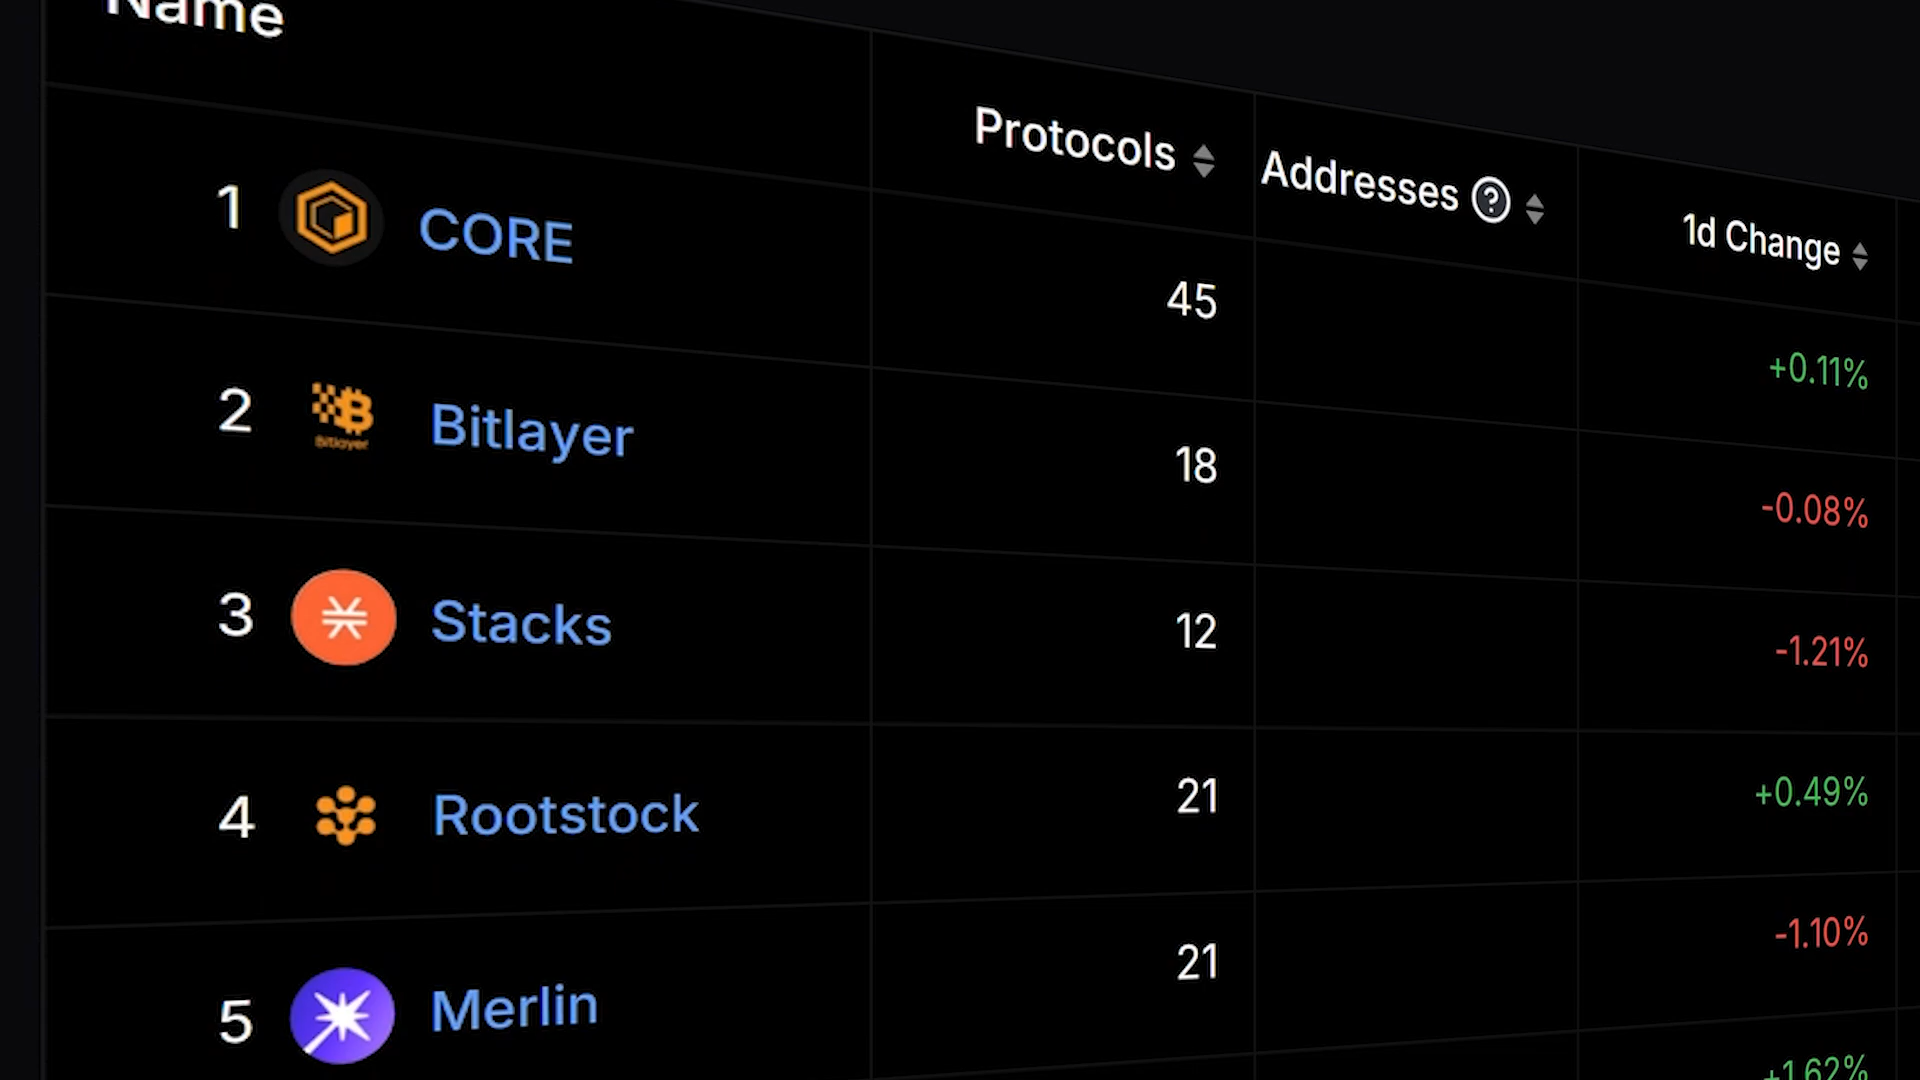 Name
Protocols
Addresses ?
1d Change
1 CORE 45 +0.11%
2 Bitlayer 18 -0.08%
3 Stacks 12 -1.21%
4 Rootstock 21 +0.49%
5 Merlin 21 -1.10%
+1.62%